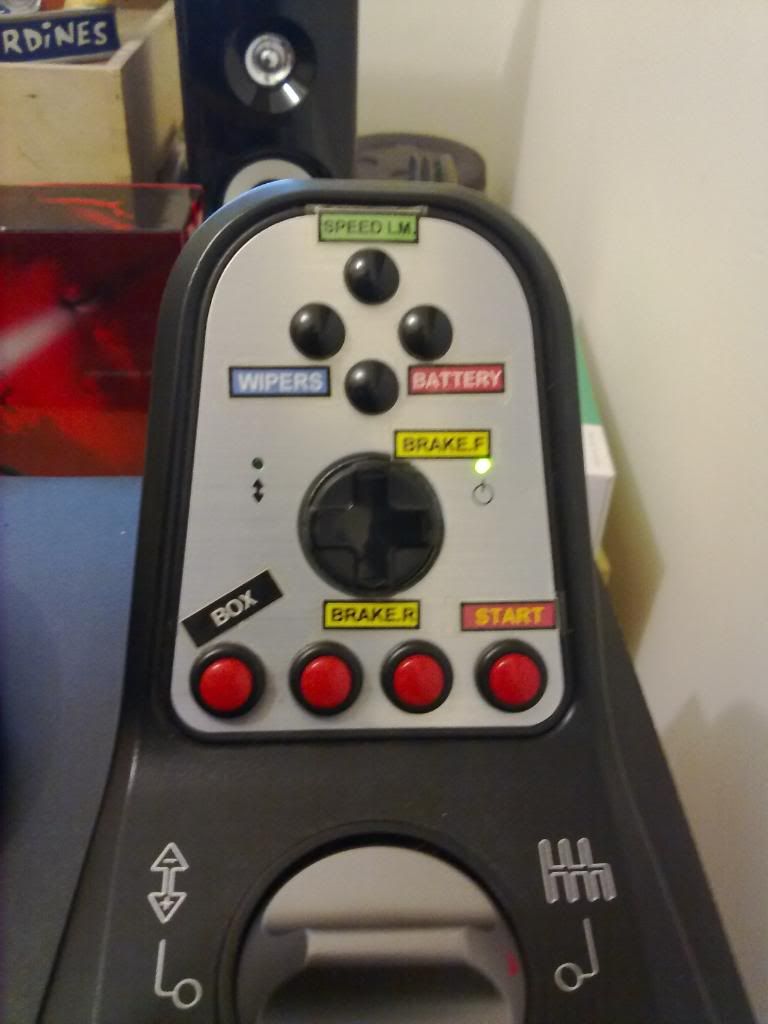 RDiNES
SPEED LM.
WIPERS
BATTERY
BRAKE.F
BOX
BRAKE.R
START